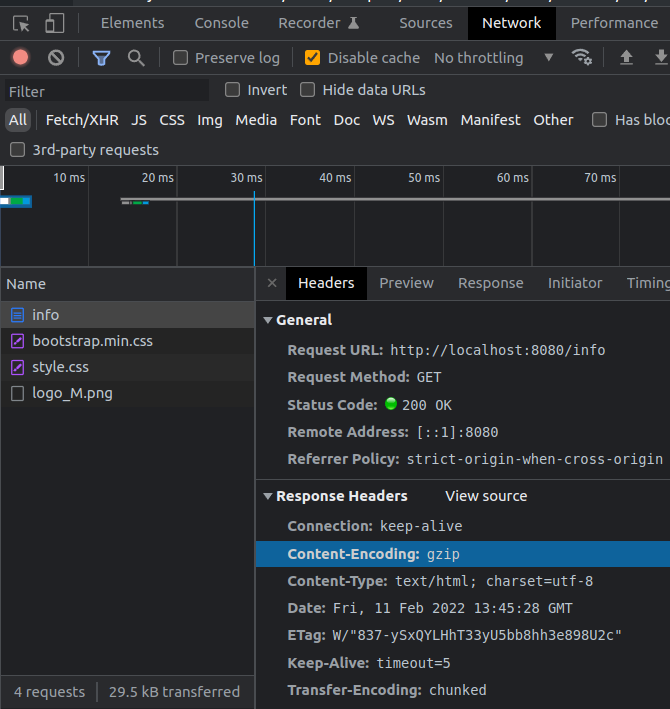 Elements Console Recorder Sources Network Performance
Preserve log Disable cache No throttling
Filter Invert Hide data URLs
All Fetch/XHR JS CSS Img Media Font Doc WS Wasm Manifest Other Has bloc
3rd-party requests
10 ms 20 ms 30 ms 40 ms 50 ms 60 ms 70 ms
Name
× Headers Preview Response Initiator Timing
info
bootstrap.min.css
style.css
logo_M.png
General
Request URL: http://localhost:8080/info
Request Method: GET
Status Code: 200 OK
Remote Address: [::1]:8080
Referrer Policy: strict-origin-when-cross-origin
Response Headers View source
Connection: keep-alive
Content-Encoding: gzip
Content-Type: text/html; charset=utf-8
Date: Fri, 11 Feb 2022 13:45:28 GMT
ETag: W/"837-ySxQYLHhT33yU5bb8hh3e898U2c"
Keep-Alive: timeout=5
Transfer-Encoding: chunked
4 requests 29.5 kB transferred